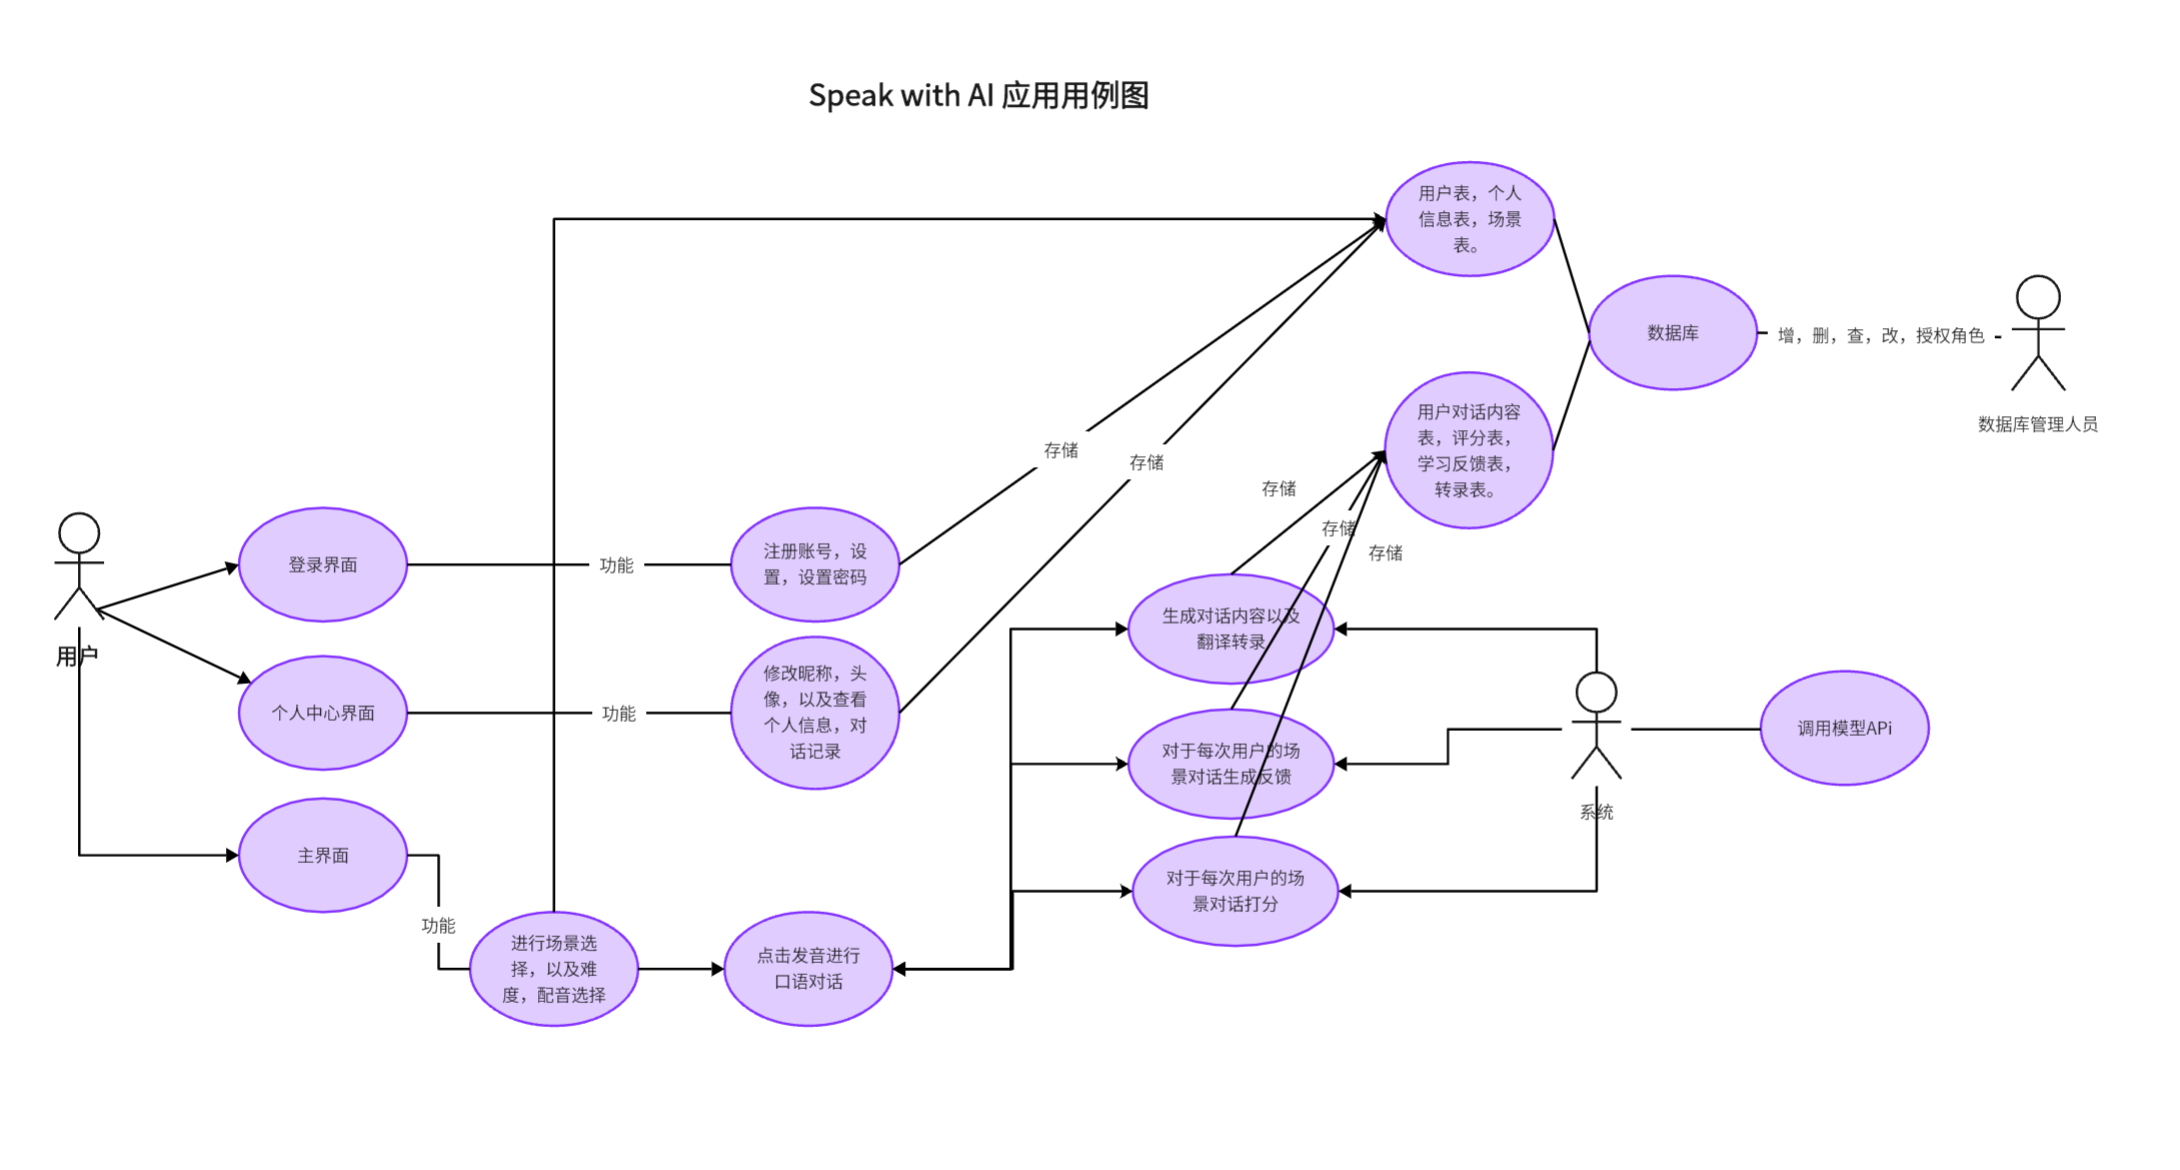 Speak with AI 应用用例图
用户表，个人
信息表，场景
表。
数据库
增，删，查，改，授权角色
数据库管理人员
用户对话内容
表，评分表，
学习反馈表，
转录表。
存储
存储
存储
存储
存储
用户
登录界面
功能
注册账号，设
置，设置密码
个人中心界面
功能
修改昵称，头
像，以及查看
个人信息，对
话记录
生成对话内容以及
翻译转录
对于每次用户的场
景对话生成反馈
系统
调用模型APi
主界面
功能
对于每次用户的场
景对话打分
进行场景选
择，以及难
度，配音选择
点击发音进行
口语对话